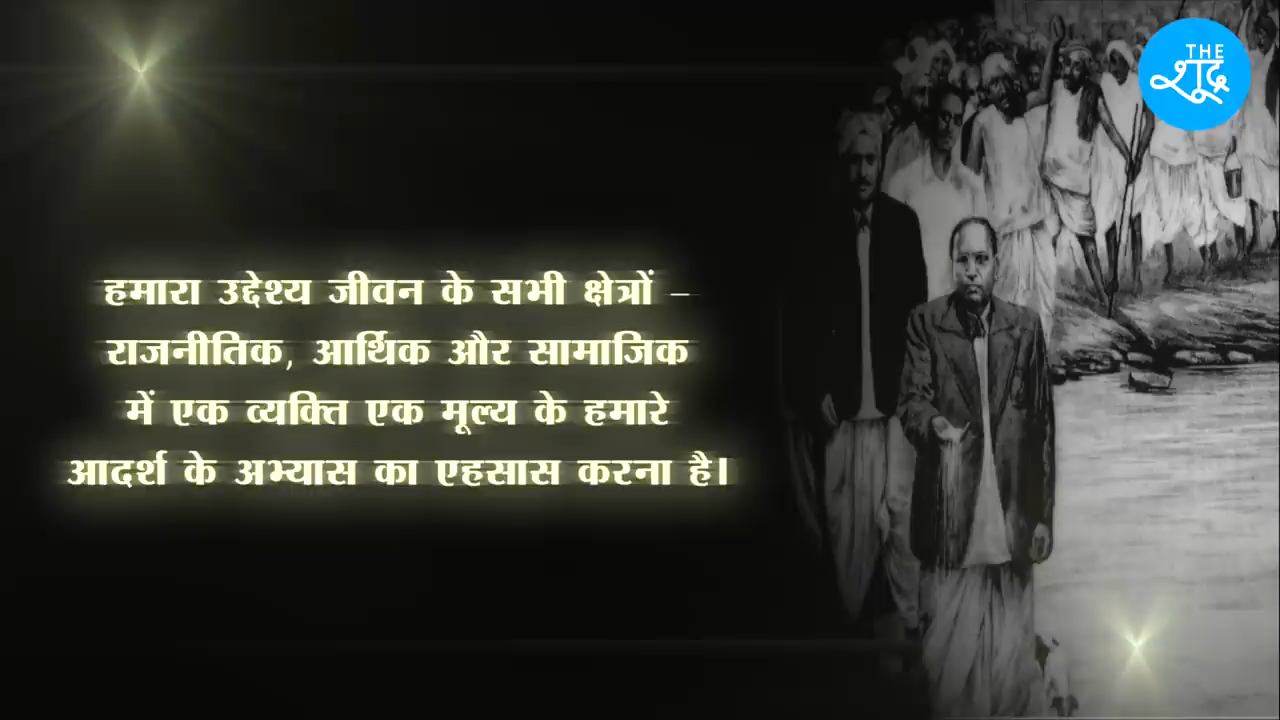 THE
शूद्र
हमारा उद्देश्य जीवन के सभी क्षेत्रों –
राजनीतिक, आर्थिक और सामाजिक
में एक व्यक्ति एक मूल्य के हमारे
आदर्श के अभ्यास का एहसास करना है।